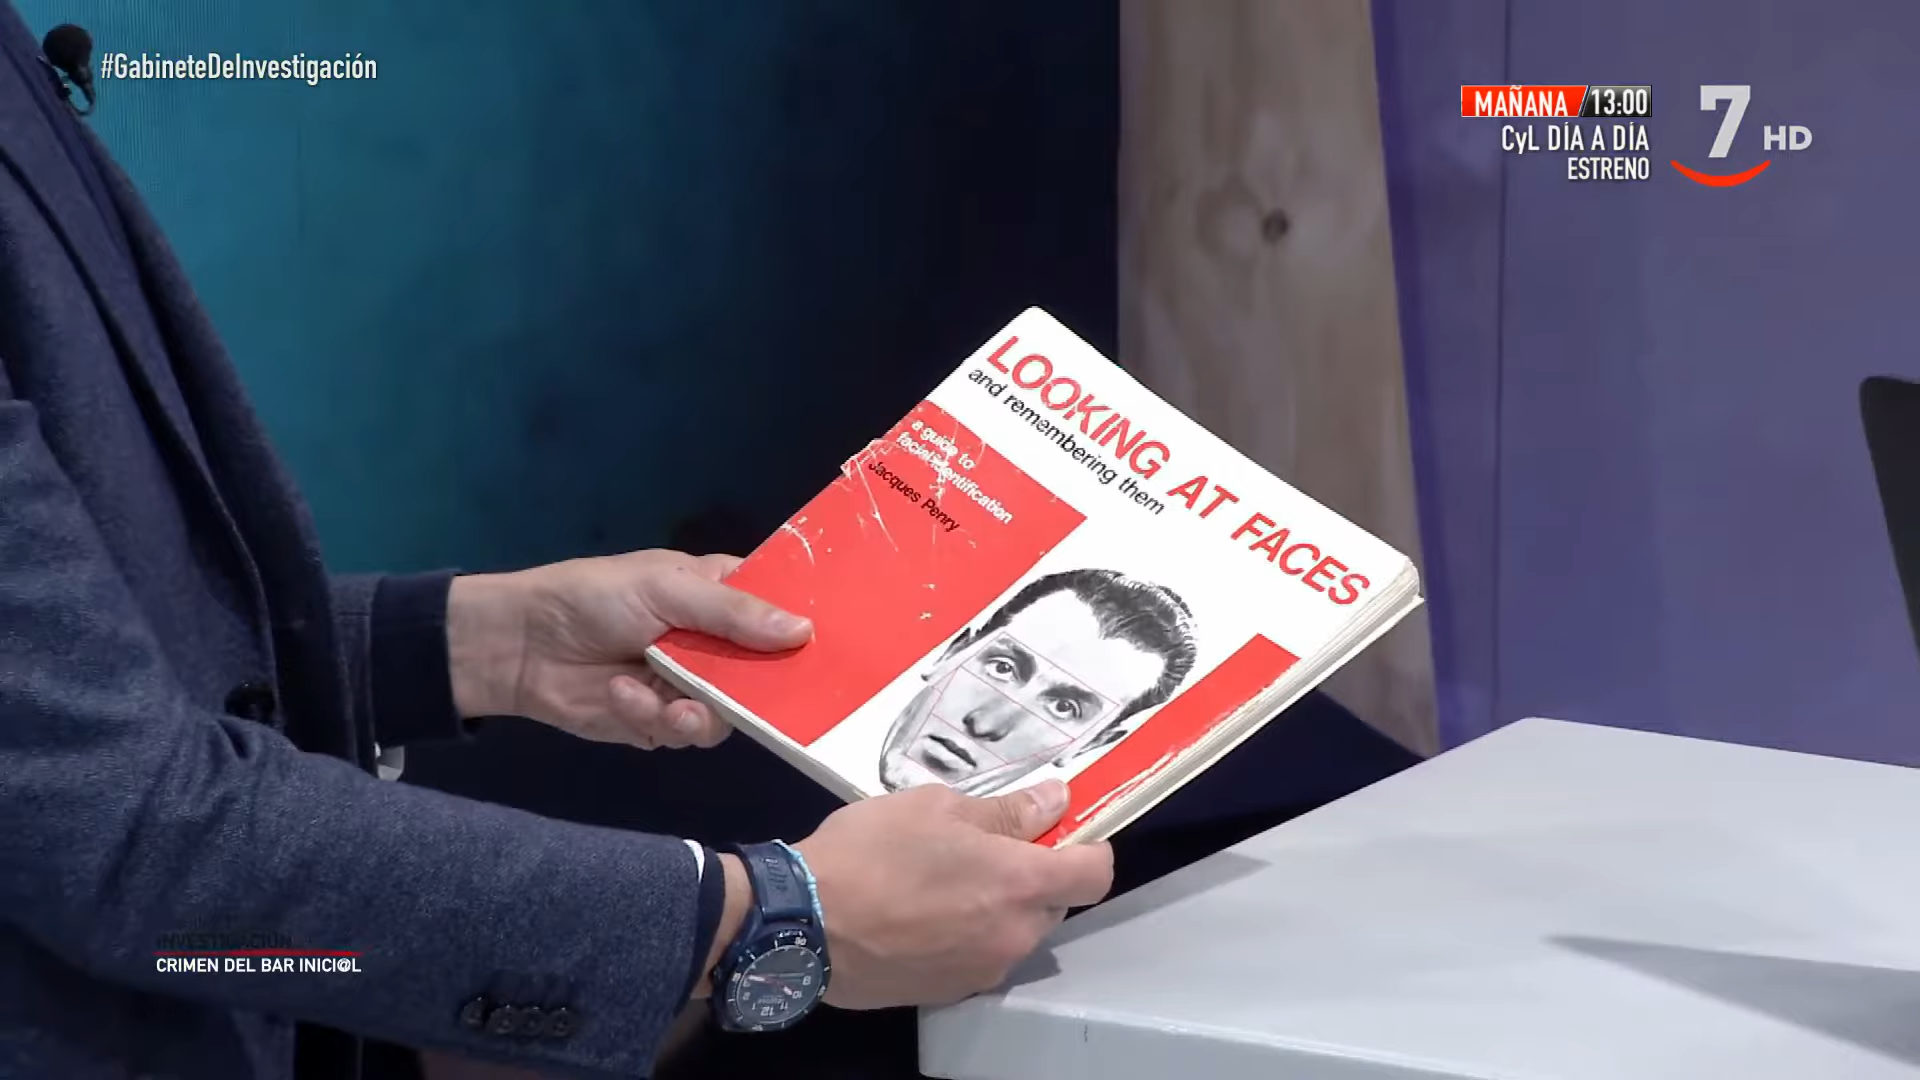 #GabineteDeInvestigación
MAÑANA 13:00
CyL DÍA A DÍA
ESTRENO
7 HD
LOOKING AT FACES
and remembering them
a guide to
facial identification
Jacques Penry
INVESTIGACIÓN
CRIMEN DEL BAR INICI@L